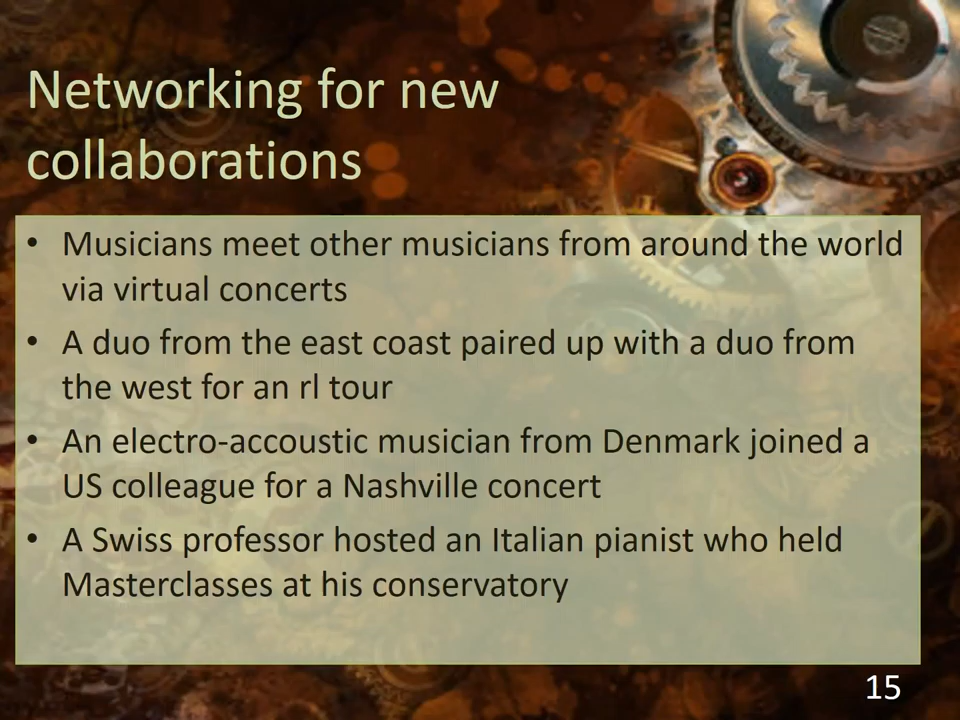 Networking for new
collaborations
• Musicians meet other musicians from around the world
via virtual concerts
• A duo from the east coast paired up with a duo from
the west for an rl tour
• An electro-accoustic musician from Denmark joined a
US colleague for a Nashville concert
• A Swiss professor hosted an Italian pianist who held
Masterclasses at his conservatory
15